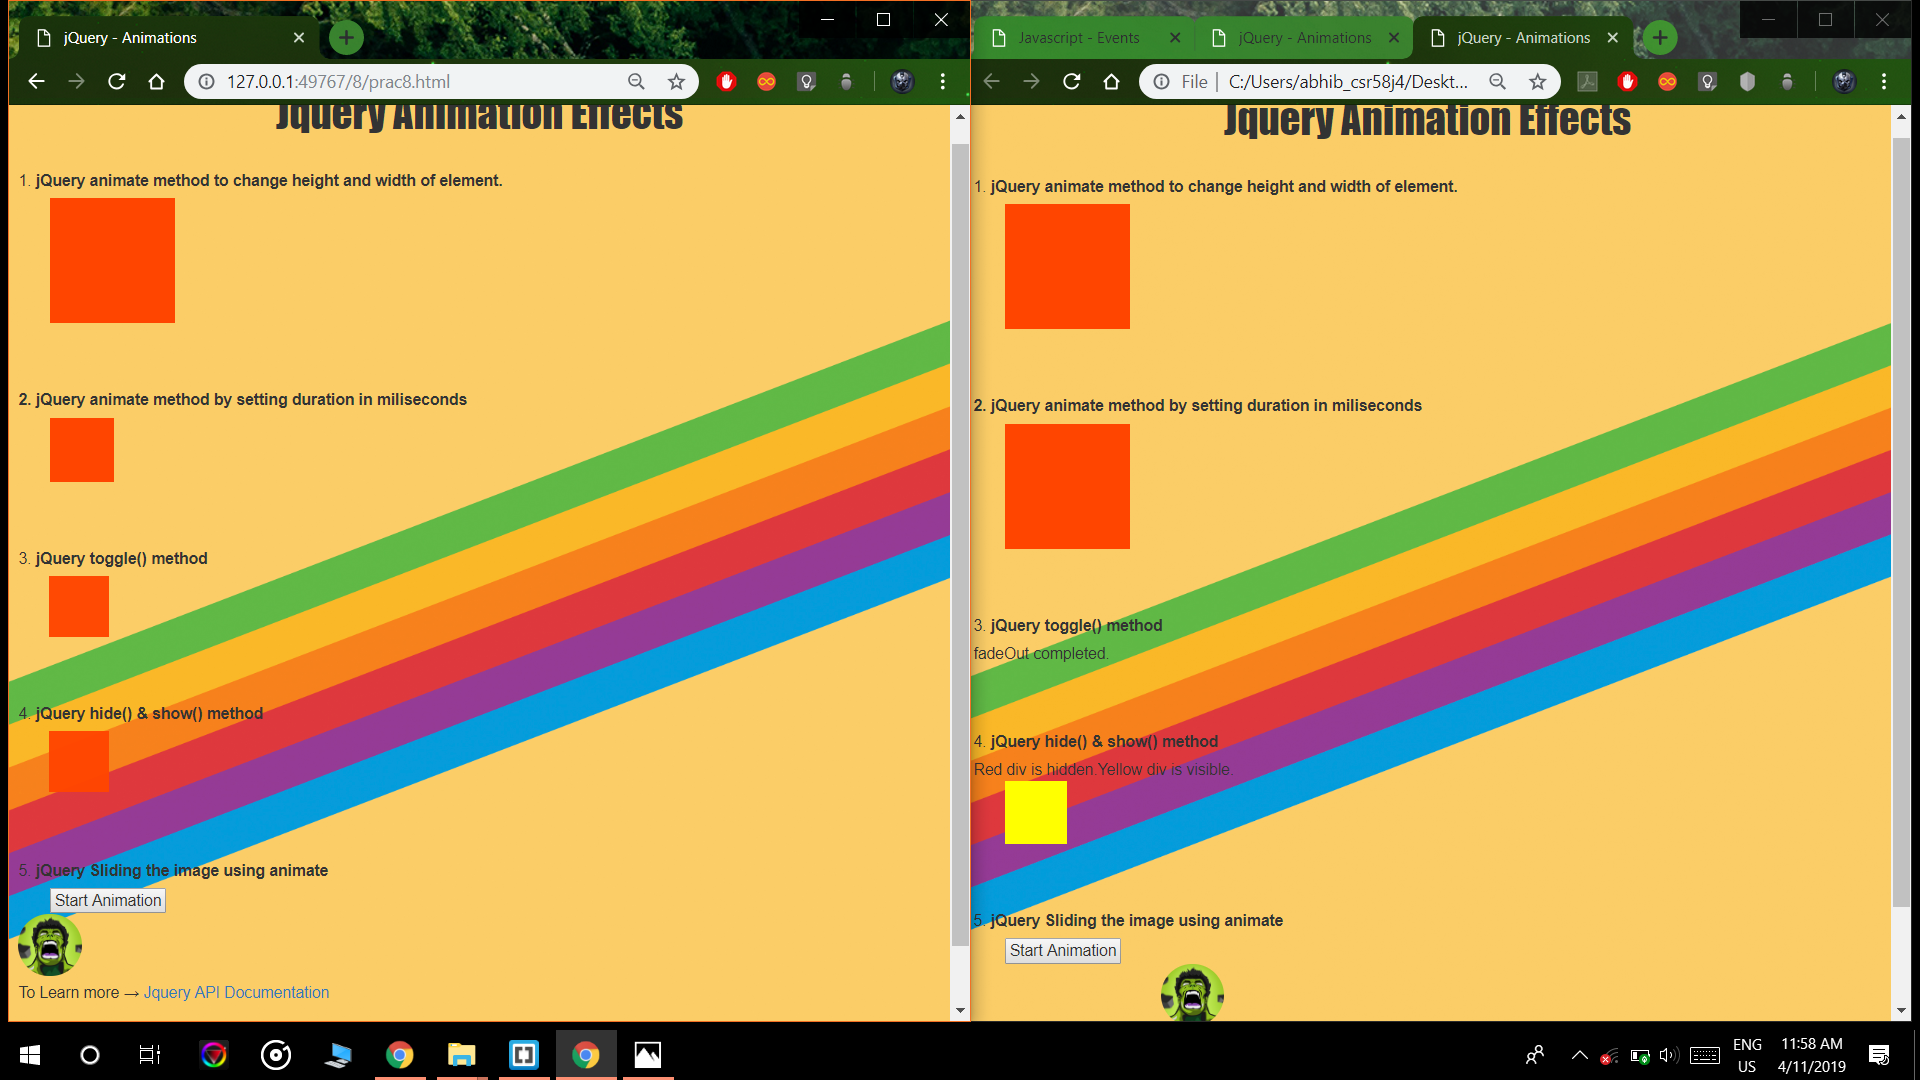 jQuery - Animations
127.0.0.1:49767/8/prac8.html
Jquery Animation Effects
1. jQuery animate method to change height and width of element.
2. jQuery animate method by setting duration in miliseconds
3. jQuery toggle() method
4. jQuery hide() & show() method
5. jQuery Sliding the image using animate
Start Animation
To Learn more → Jquery API Documentation
Javascript - Events
jQuery - Animations
jQuery - Animations
File | C:/Users/abhib_csr58j4/Deskt...
Jquery Animation Effects
1. jQuery animate method to change height and width of element.
2. jQuery animate method by setting duration in miliseconds
3. jQuery toggle() method
fadeOut completed.
4. jQuery hide() & show() method
Red div is hidden.Yellow div is visible.
5. jQuery Sliding the image using animate
Start Animation
ENG
US
11:58 AM
4/11/2019